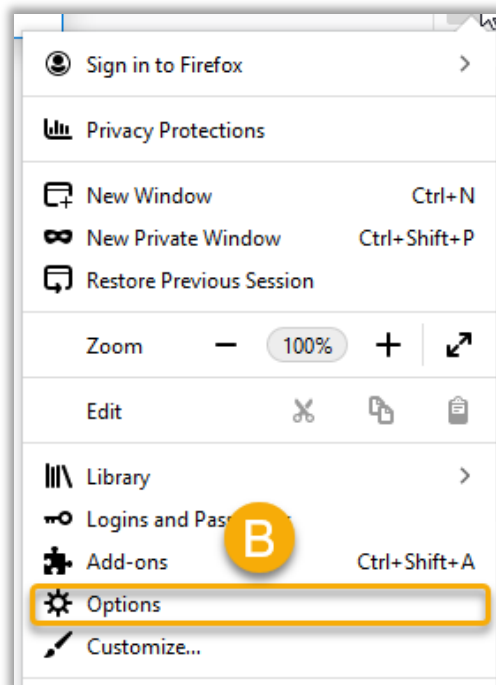 Sign in to Firefox
Privacy Protections
New Window Ctrl+N
New Private Window Ctrl+Shift+P
Restore Previous Session
Zoom − 100% +
Edit
Library
Logins and
B
Add-ons Ctrl+Shift+A
Options
Customize...